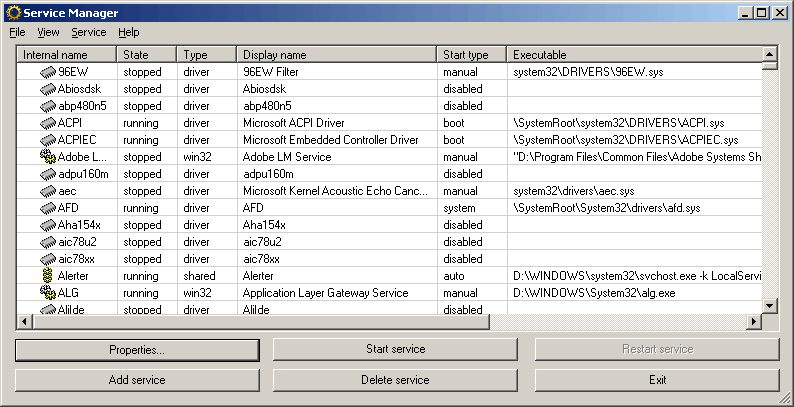 Service Manager
File View Service Help
Internal name State Type Display name Start type Executable
96EW stopped driver 96EW Filter manual system32\DRIVERS\96EW.sys
Abiosdsk stopped driver Abiosdsk disabled
abp480n5 stopped driver abp480n5 disabled
ACPI running driver Microsoft ACPI Driver boot \SystemRoot\system32\DRIVERS\ACPI.sys
ACPIEC running driver Microsoft Embedded Controller Driver boot \SystemRoot\system32\DRIVERS\ACPIEC.sys
Adobe L... stopped win32 Adobe LM Service manual "D:\Program Files\Common Files\Adobe Systems Sh
adpu160m stopped driver adpu160m disabled
aec stopped driver Microsoft Kernel Acoustic Echo Canc... manual system32\drivers\aec.sys
AFD running driver AFD system \SystemRoot\System32\drivers\afd.sys
Aha154x stopped driver Aha154x disabled
aic78u2 stopped driver aic78u2 disabled
aic78xx stopped driver aic78xx disabled
Alerter running shared Alerter auto D:\WINDOWS\system32\svchost.exe -k LocalServi
ALG running win32 Application Layer Gateway Service manual D:\WINDOWS\System32\alg.exe
AliIde stopped driver AliIde disabled
Properties... Start service Restart service
Add service Delete service Exit